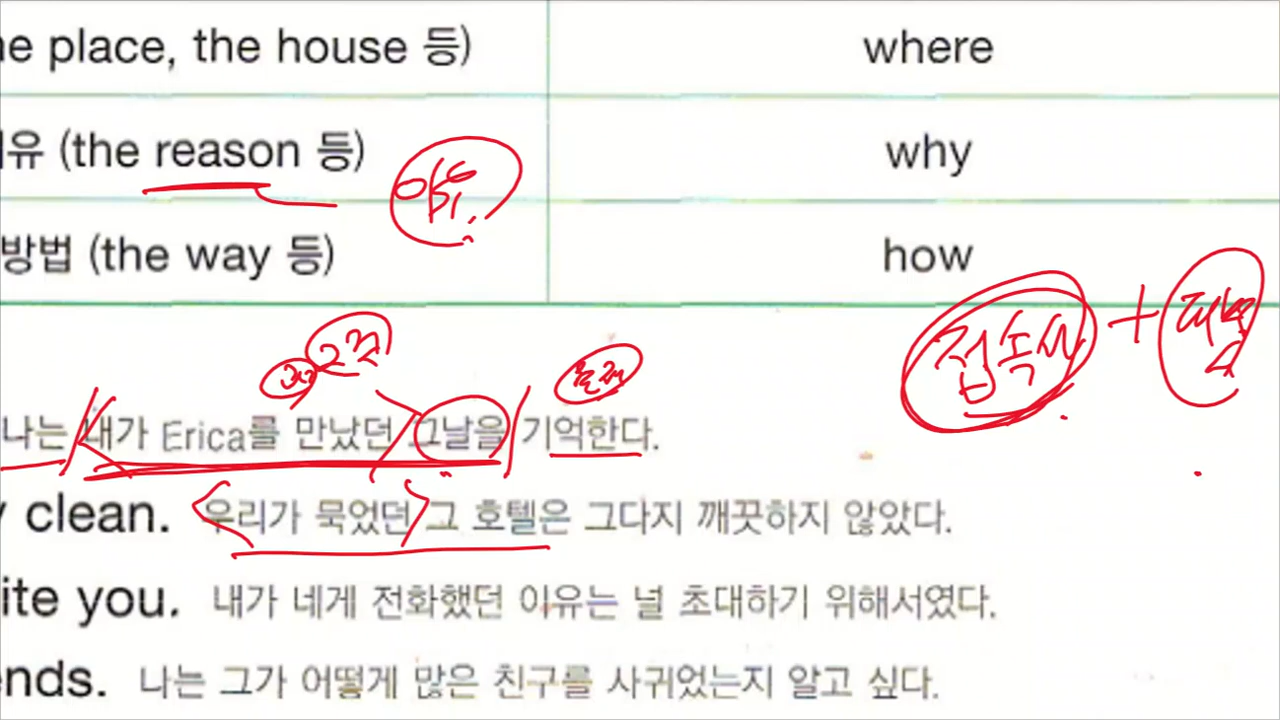 ne place, the house 등) where
이유 (the reason 등) why
방법 (the way 등) how
접속사 +
나는 내가 Erica를 만났던 그날을 기억한다.
y clean. 우리가 묵었던 그 호텔은 그다지 깨끗하지 않았다.
ite you. 내가 네게 전화했던 이유는 널 초대하기 위해서였다.
ends. 나는 그가 어떻게 많은 친구를 사귀었는지 알고 싶다.